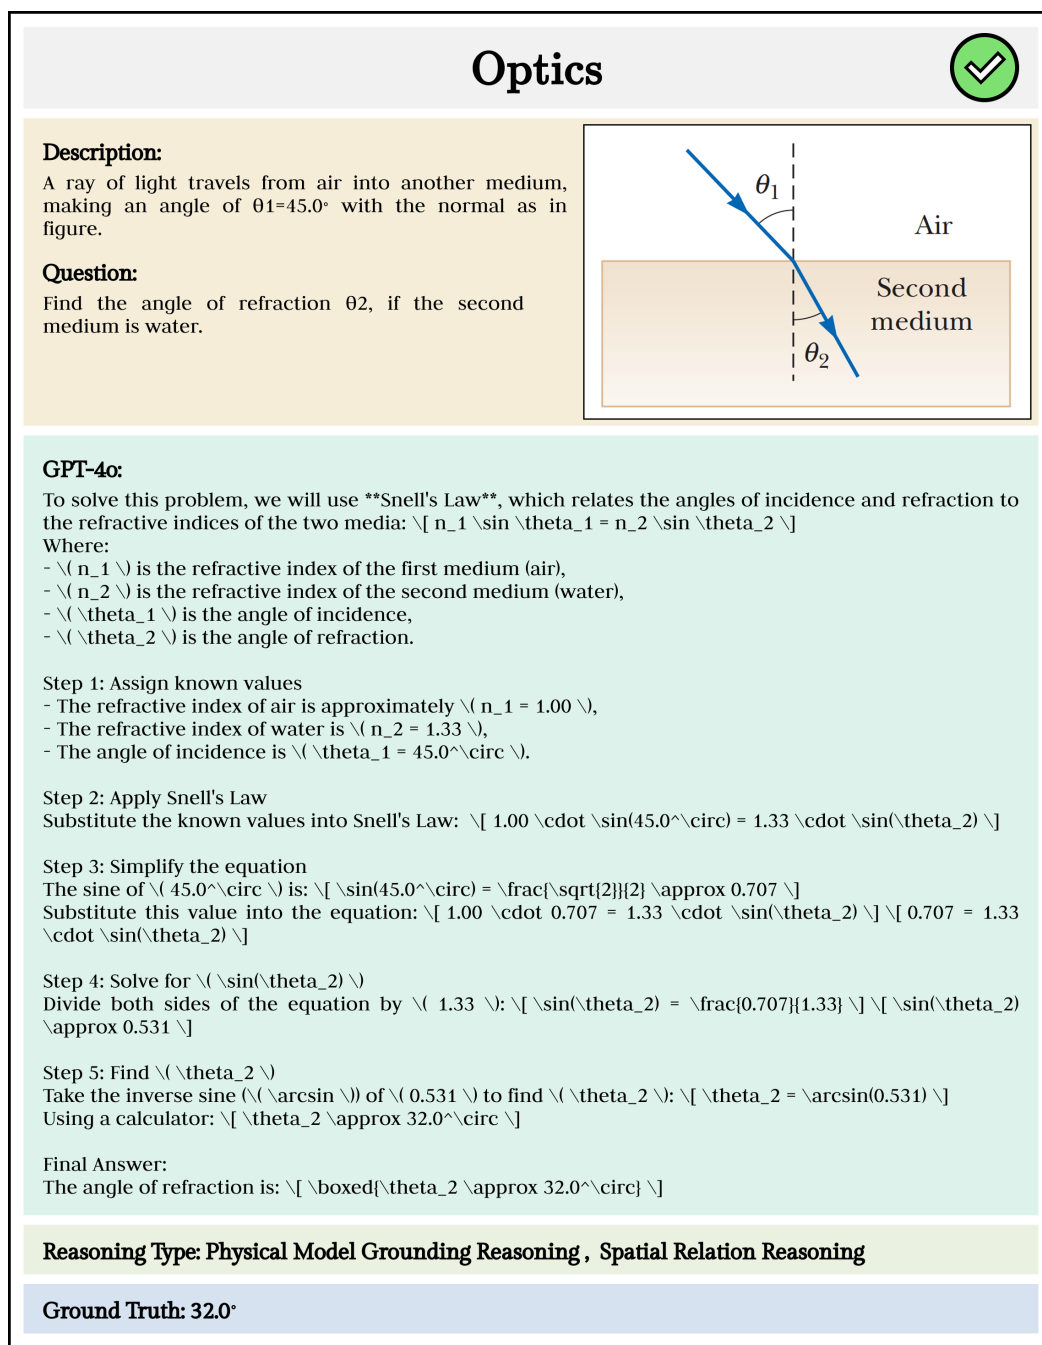 Optics
Description:
A ray of light travels from air into another medium,
making an angle of θ1=45.0° with the normal as in
figure.
Question:
Find the angle of refraction θ2, if the second
medium is water.
θ1
Air
Second
medium
θ2
GPT-4o:
To solve this problem, we will use **Snell's Law**, which relates the angles of incidence and refraction to
the refractive indices of the two media: \[ n_1 \sin \theta_1 = n_2 \sin \theta_2 \]
Where:
- \( n_1 \) is the refractive index of the first medium (air),
- \( n_2 \) is the refractive index of the second medium (water),
- \( \theta_1 \) is the angle of incidence,
- \( \theta_2 \) is the angle of refraction.
Step 1: Assign known values
- The refractive index of air is approximately \( n_1 = 1.00 \),
- The refractive index of water is \( n_2 = 1.33 \),
- The angle of incidence is \( \theta_1 = 45.0^\circ \).
Step 2: Apply Snell's Law
Substitute the known values into Snell's Law: \[ 1.00 \cdot \sin(45.0^\circ) = 1.33 \cdot \sin(\theta_2) \]
Step 3: Simplify the equation
The sine of \( 45.0^\circ \) is: \[ \sin(45.0^\circ) = \frac{\sqrt{2}}{2} \approx 0.707 \]
Substitute this value into the equation: \[ 1.00 \cdot 0.707 = 1.33 \cdot \sin(\theta_2) \] \[ 0.707 = 1.33
\cdot \sin(\theta_2) \]
Step 4: Solve for \( \sin(\theta_2) \)
Divide both sides of the equation by \( 1.33 \): \[ \sin(\theta_2) = \frac{0.707}{1.33} \] \[ \sin(\theta_2)
\approx 0.531 \]
Step 5: Find \( \theta_2 \)
Take the inverse sine (\( \arcsin \)) of \( 0.531 \) to find \( \theta_2 \): \[ \theta_2 = \arcsin(0.531) \]
Using a calculator: \[ \theta_2 \approx 32.0^\circ \]
Final Answer:
The angle of refraction is: \[ \boxed{\theta_2 \approx 32.0^\circ} \]
Reasoning Type: Physical Model Grounding Reasoning , Spatial Relation Reasoning
Ground Truth: 32.0°